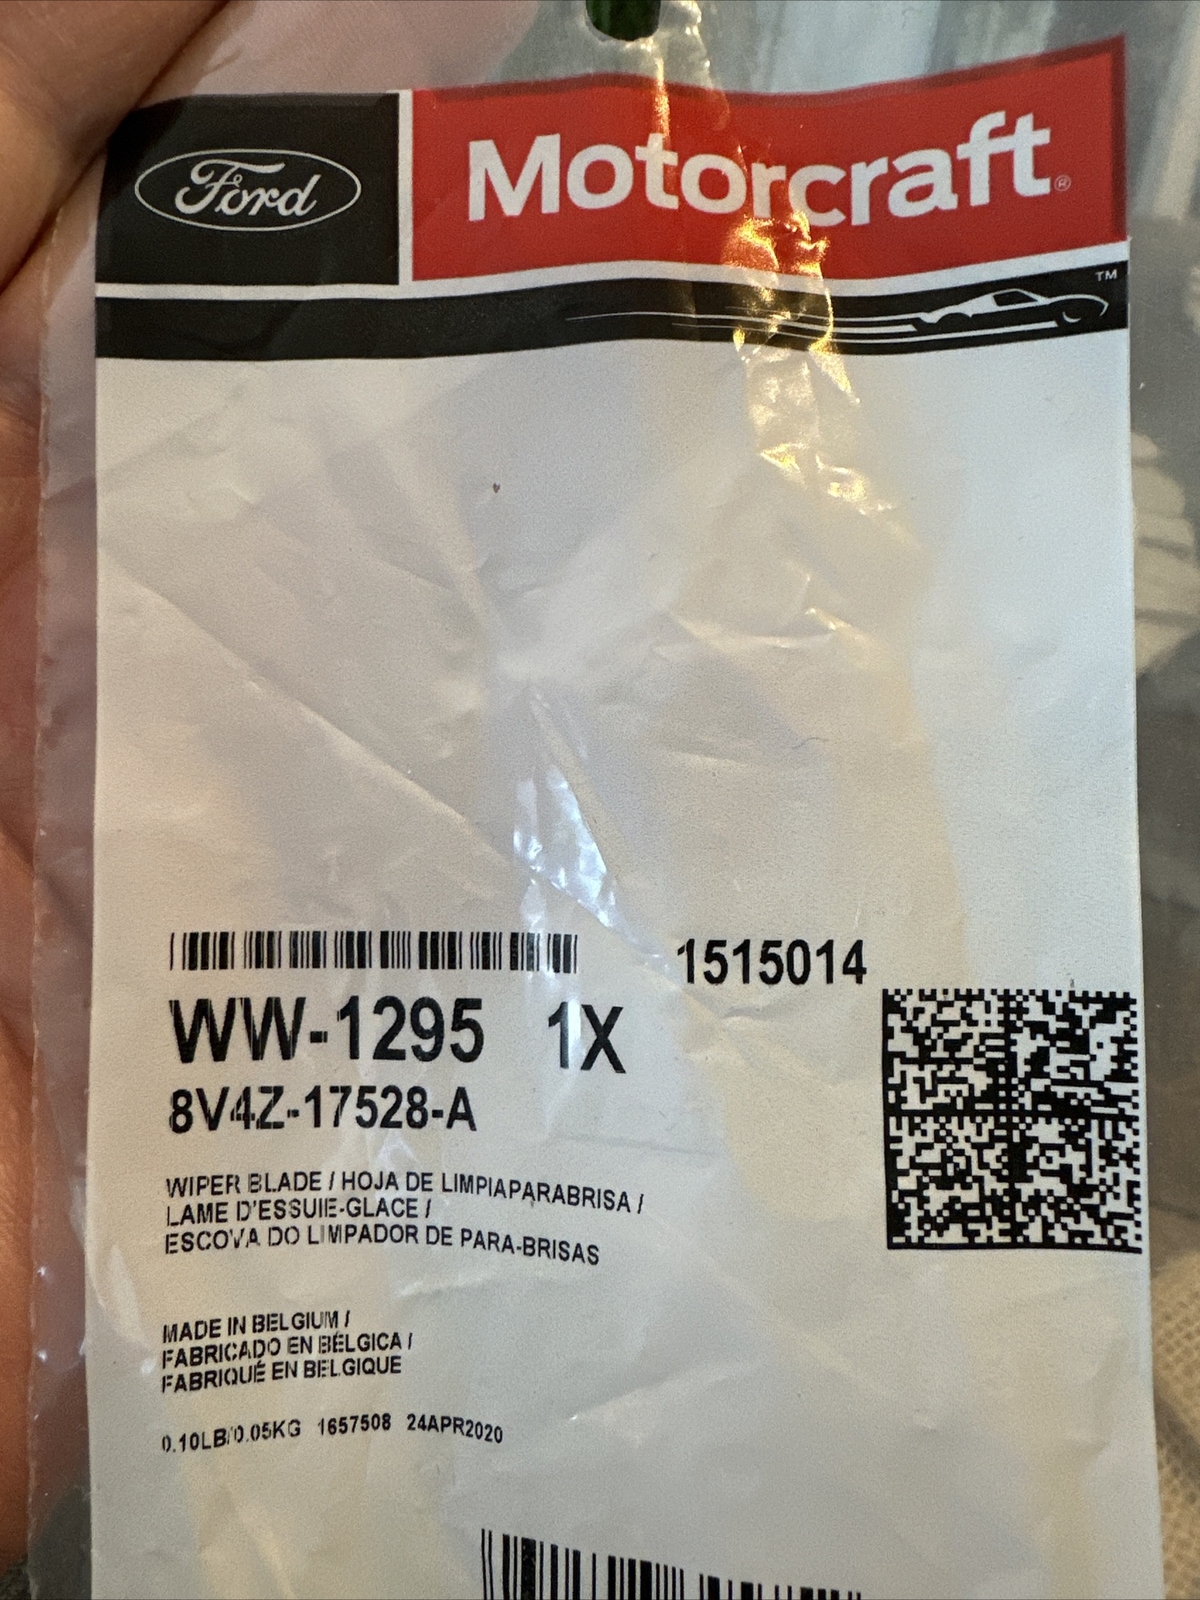 Ford
Motorcraft®
TM
1515014
WW-1295 1X
8V4Z-17528-A
WIPER BLADE / HOJA DE LIMPIAPARABRISA /
LAME D'ESSUIE-GLACE /
ESCOVA DO LIMPADOR DE PARA-BRISAS
MADE IN BELGIUM /
FABRICADO EN BÉLGICA /
FABRIQUÉ EN BELGIQUE
0.10LB/0.05KG 1657508 24APR2020